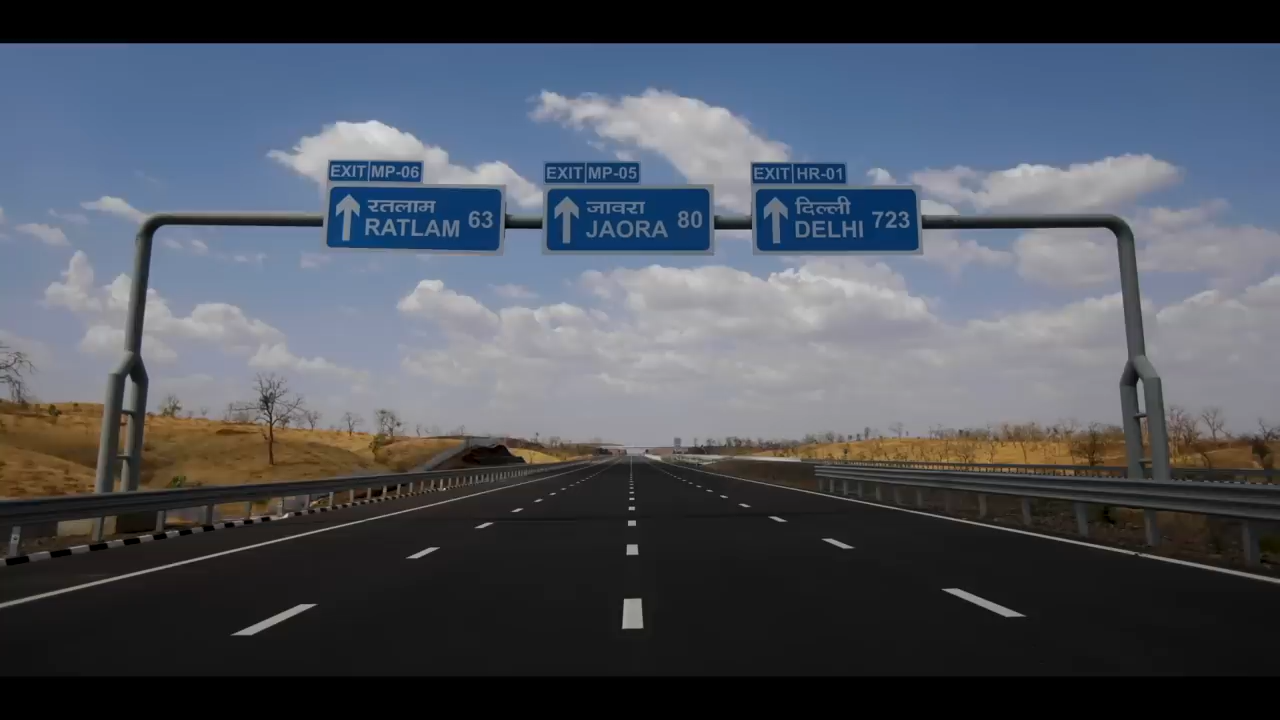 EXIT MP-06
रतलाम
RATLAM 63
EXIT MP-05
जावरा
JAORA 80
EXIT HR-01
दिल्ली
DELHI 723